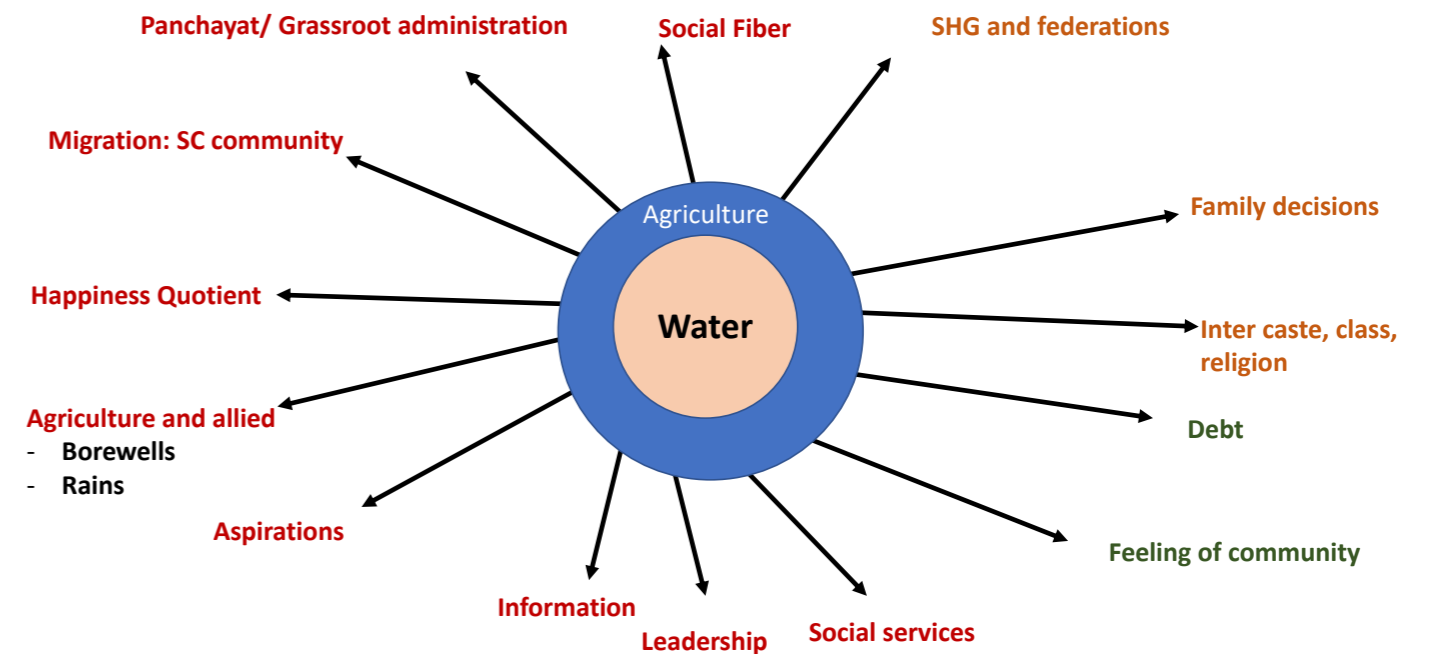 Panchayat/ Grassroot administration
Social Fiber
SHG and federations
Migration: SC community
Agriculture
Family decisions
Happiness Quotient
Water
Inter caste, class,
religion
Agriculture and allied
- Borewells
- Rains
Debt
Aspirations
Feeling of community
Information
Leadership
Social services